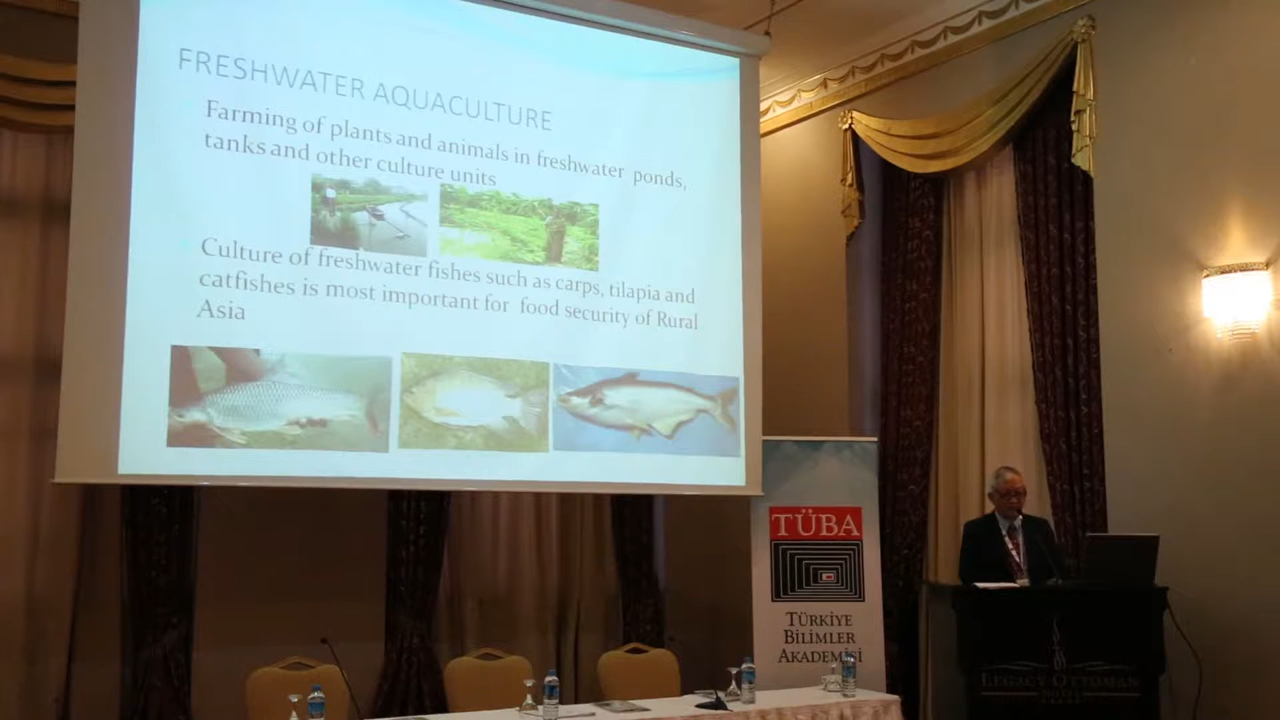 FRESHWATER AQUACULTURE
Farming of plants and animals in freshwater ponds,
tanks and other culture units
Culture of freshwater fishes such as carps, tilapia and
catfishes is most important for food security of Rural
Asia
TÜBA
TÜRKİYE
BİLİMLER
AKADEMİSİ
LEGACY OTTOMAN
HOTEL